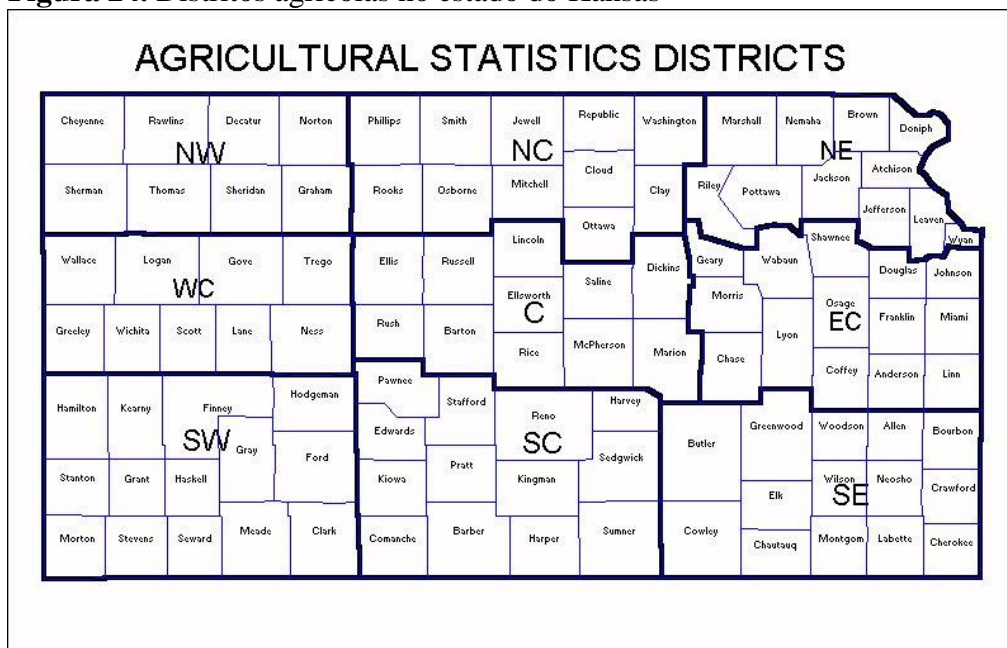 Figura 14. Distritos agrícolas no estado do Kansas
AGRICULTURAL STATISTICS DISTRICTS
Cheyenne Rawlins Decatur Norton Phillips Smith Jewell Republic Washington Marshall Nemaha Brown Doniph
NW NC NE
Sherman Thomas Sheridan Graham Rooks Osborne Mitchell Cloud Clay Riley Pottawa Jackson Atchison
Jefferson Leaven
Ottawa
Wyan
Wallace Logan Gove Trego Ellis Russell Lincoln Saline Dickins Geary Wabaun Shawnee Douglas Johnson
WC C EC
Ellsworth Morris Osage
Greeley Wichita Scott Lane Ness Rush Barton Rice McPherson Marion Chase Lyon Franklin Miami
Coffey Anderson Linn
Hamilton Kearny Finney Hodgeman Pawnee Stafford Reno Harvey Butler Greenwood Woodson Allen Bourbon
SW SC SE
Gray Ford Edwards Sedgwick
Stanton Grant Haskell Kiowa Pratt Kingman Elk Wilson Neosho Crawford
Morton Stevens Seward Meade Clark Comanche Barber Harper Sumner Cowley Chautauq Montgom Labette Cherokee